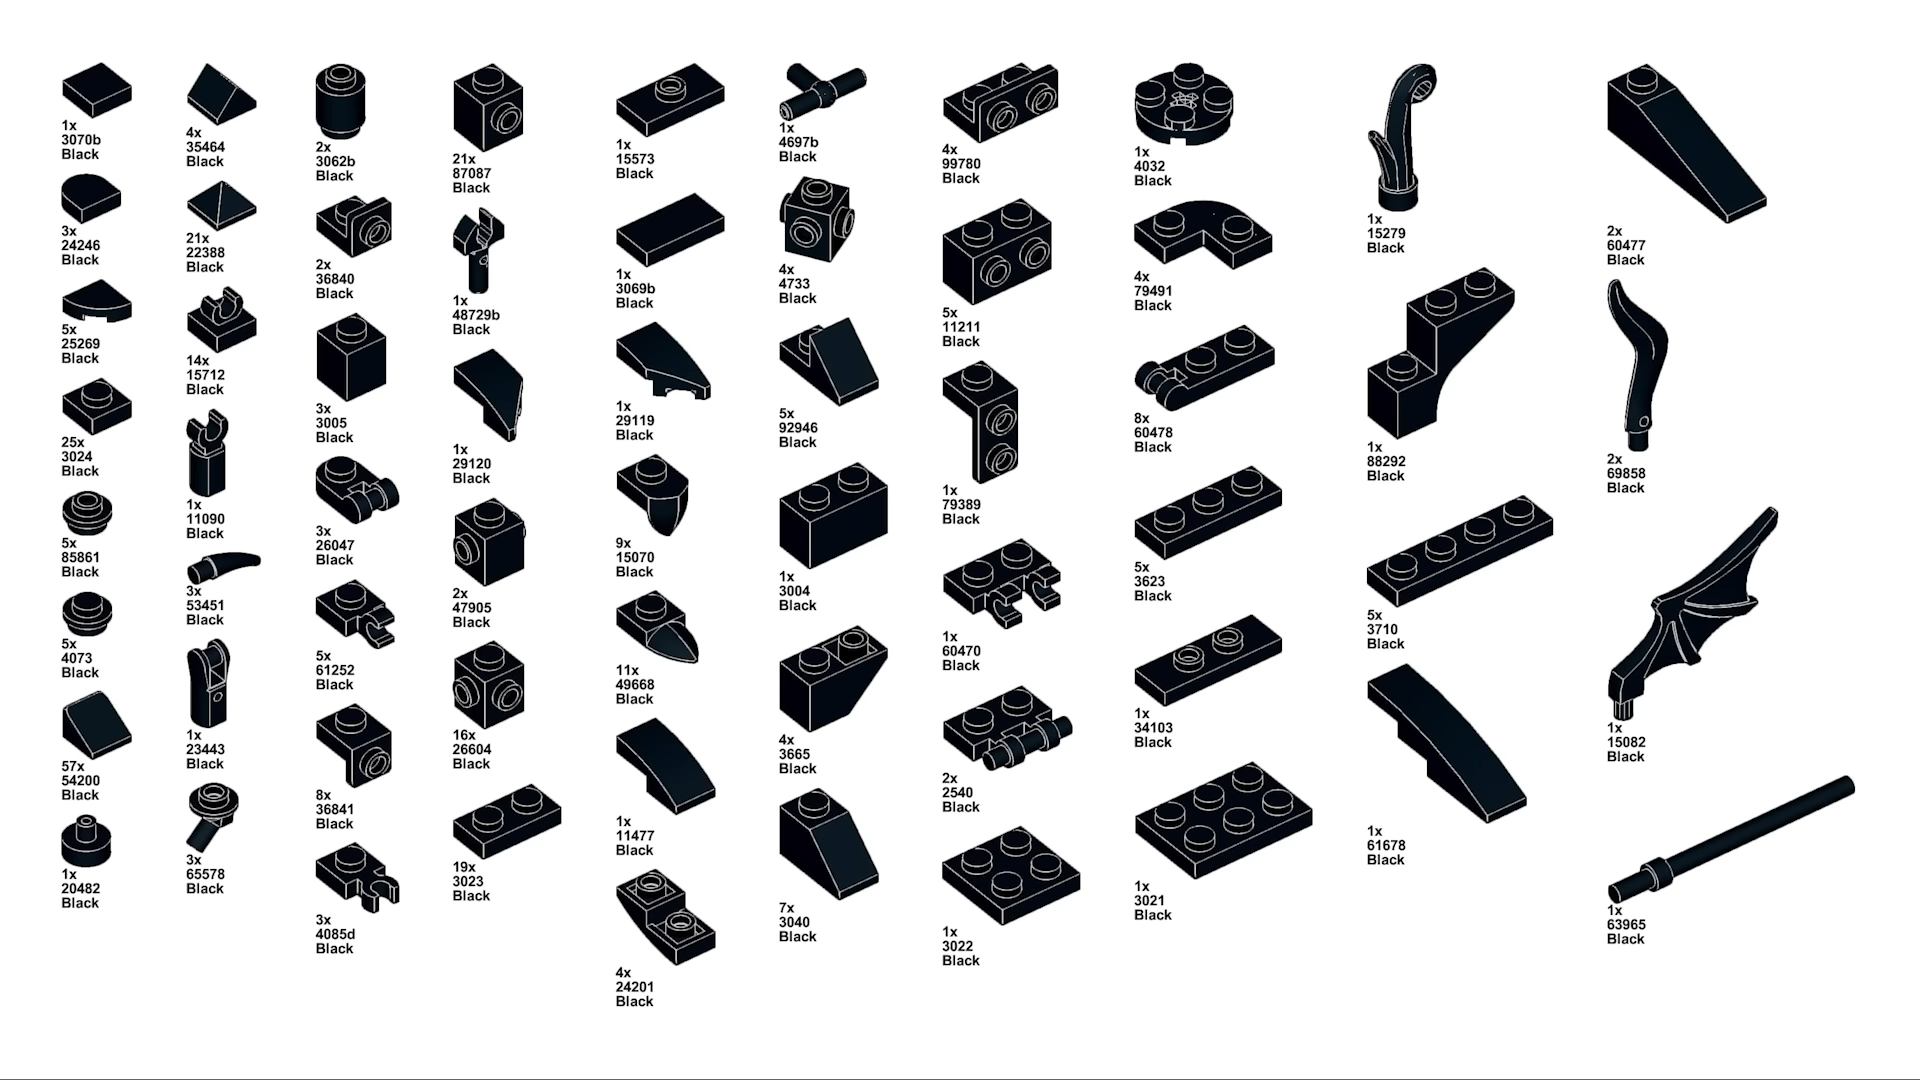 1x
3070b
Black
3x
24246
Black
5x
25269
Black
25x
3024
Black
5x
85861
Black
5x
4073
Black
57x
54200
Black
1x
20482
Black
4x
35464
Black
21x
22388
Black
14x
15712
Black
1x
11090
Black
3x
53451
Black
1x
23443
Black
3x
65578
Black
2x
3062b
Black
2x
36840
Black
3x
3005
Black
3x
26047
Black
5x
61252
Black
8x
36841
Black
3x
4085d
Black
21x
87087
Black
1x
48729b
Black
1x
29120
Black
2x
47905
Black
16x
26604
Black
19x
3023
Black
1x
15573
Black
1x
3069b
Black
1x
29119
Black
9x
15070
Black
11x
49668
Black
1x
11477
Black
4x
24201
Black
1x
4697b
Black
4x
4733
Black
5x
92946
Black
1x
3004
Black
4x
3665
Black
7x
3040
Black
4x
99780
Black
5x
11211
Black
1x
79389
Black
1x
60470
Black
2x
2540
Black
1x
3022
Black
1x
4032
Black
4x
79491
Black
8x
60478
Black
5x
3623
Black
1x
34103
Black
1x
3021
Black
1x
15279
Black
1x
88292
Black
5x
3710
Black
1x
61678
Black
2x
60477
Black
2x
69858
Black
1x
15082
Black
1x
63965
Black